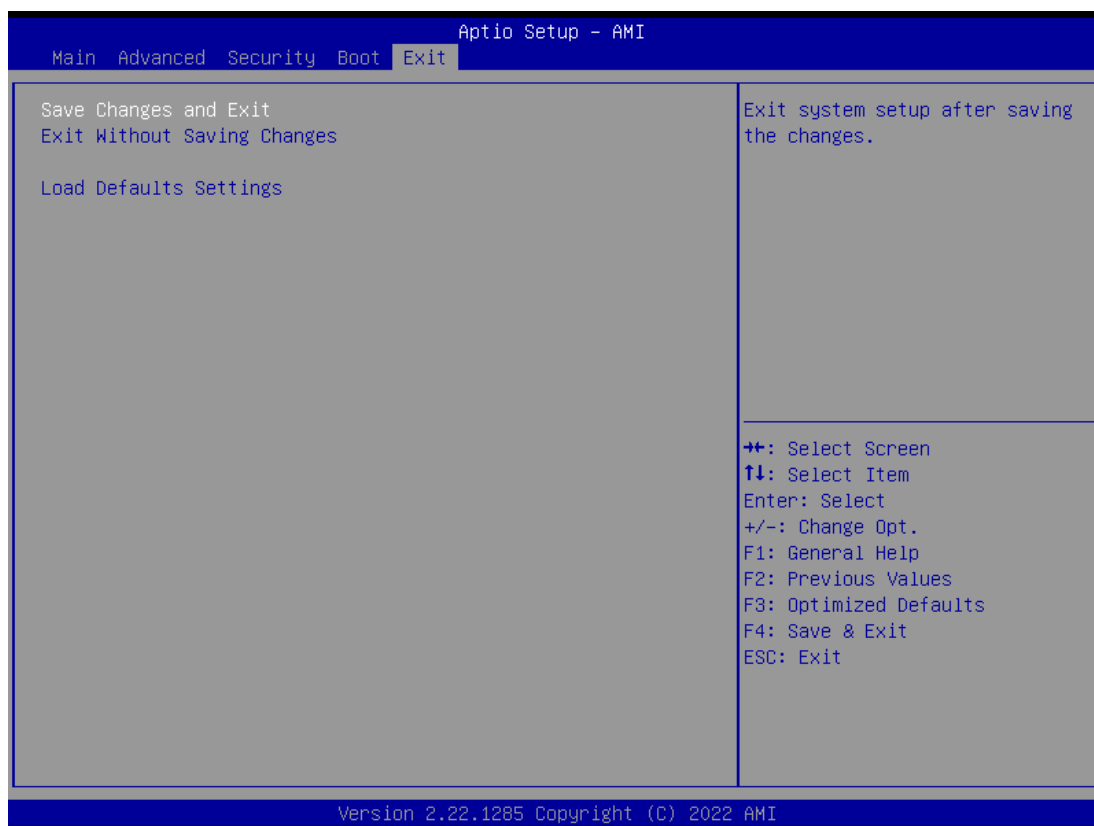 Aptio Setup – AMI
Main Advanced Security Boot Exit
Save Changes and Exit
Exit Without Saving Changes
Load Defaults Settings
Exit system setup after saving
the changes.
→←: Select Screen
↑↓: Select Item
Enter: Select
+/-: Change Opt.
F1: General Help
F2: Previous Values
F3: Optimized Defaults
F4: Save & Exit
ESC: Exit
Version 2.22.1285 Copyright (C) 2022 AMI